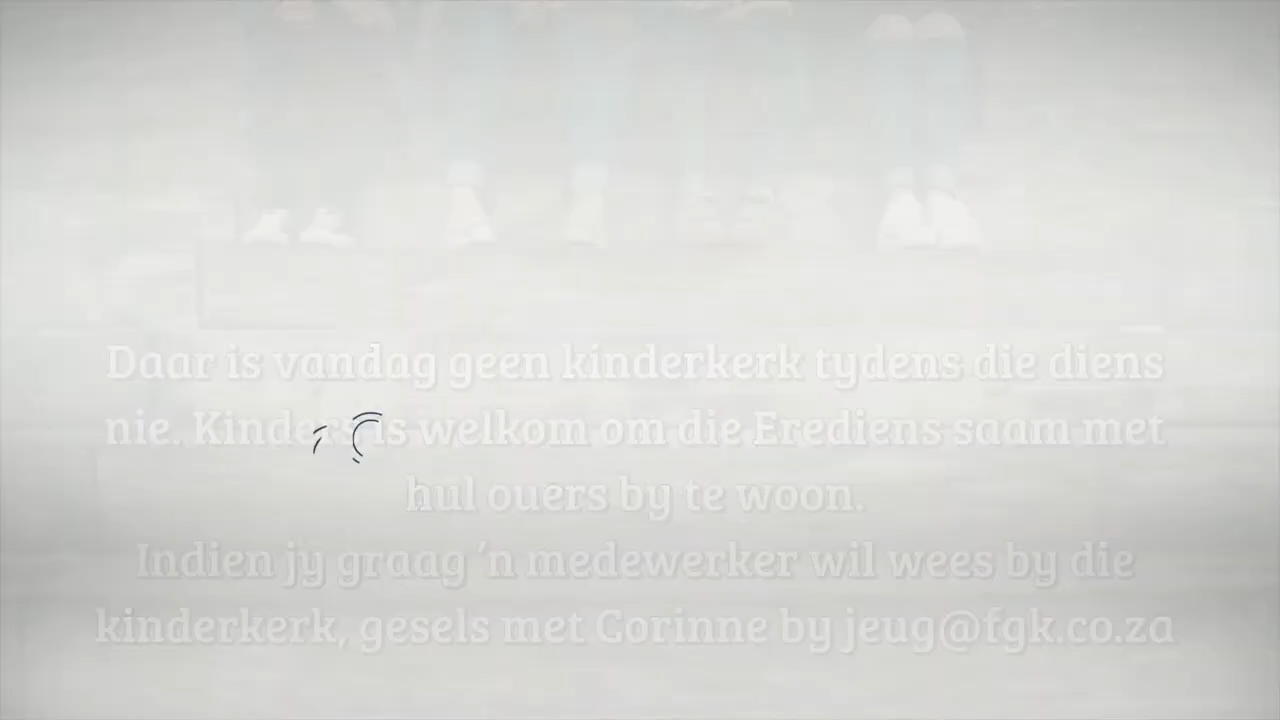 Daar is vandag geen kinderkerk tydens die diens
nie. Kinders is welkom om die Erediens saam met
hul ouers by te woon.
Indien jy graag 'n medewerker wil wees by die
kinderkerk, gesels met Corinne by jeug@fgk.co.za